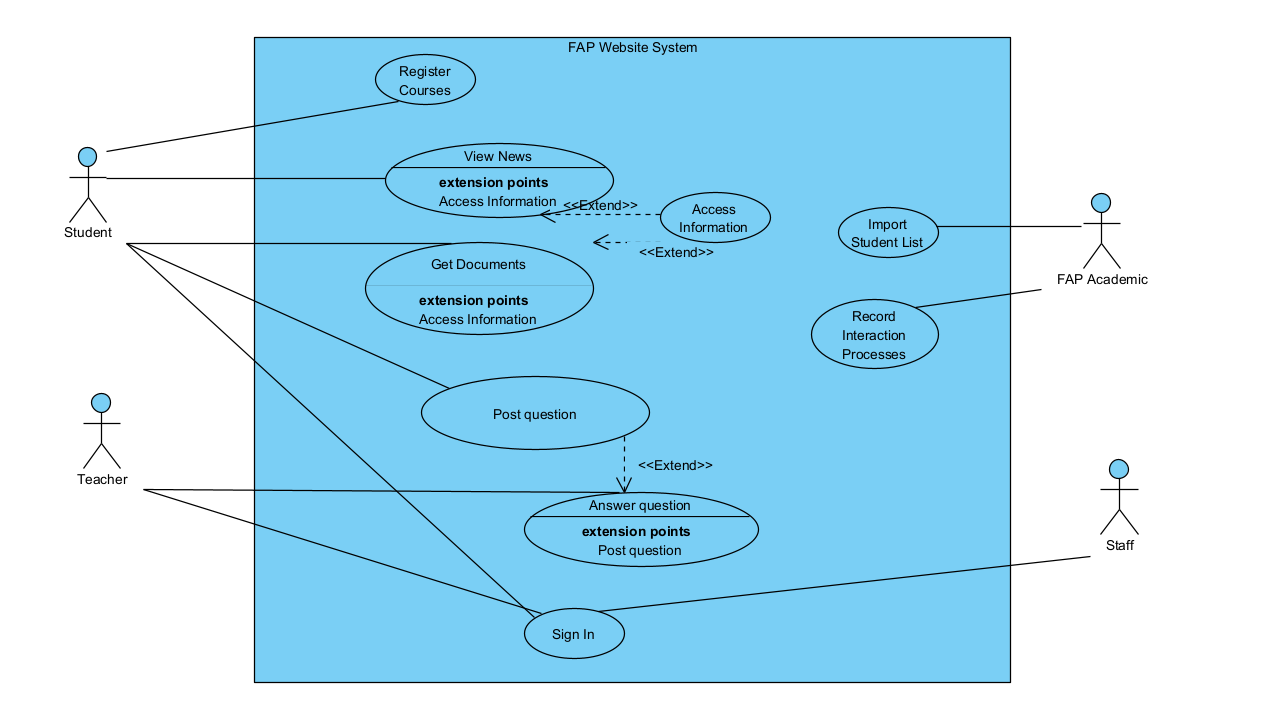 FAP Website System
Register
Courses
View News
extension points
Access Information
<<Extend>>
Access
Information
Import
Student List
Student
<<Extend>>
Get Documents
extension points
Access Information
FAP Academic
Record
Interaction
Processes
Post question
<<Extend>>
Teacher
Answer question
extension points
Post question
Staff
Sign In